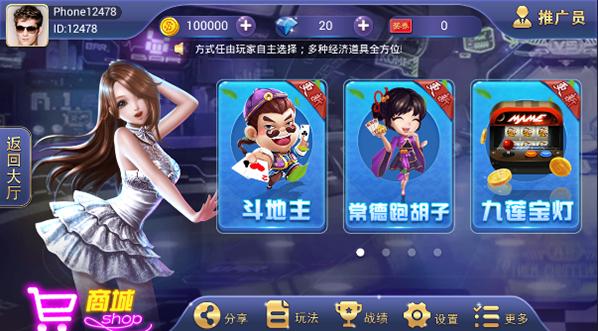 Phone12478
ID:12478
100000
20
奖券
0
推广员
方式任由玩家自主选择；多种经济道具全方位
返回大厅
斗地主
常德跑胡子
MAME
九莲宝灯
商城
shop
分享
玩法
战绩
设置
更多